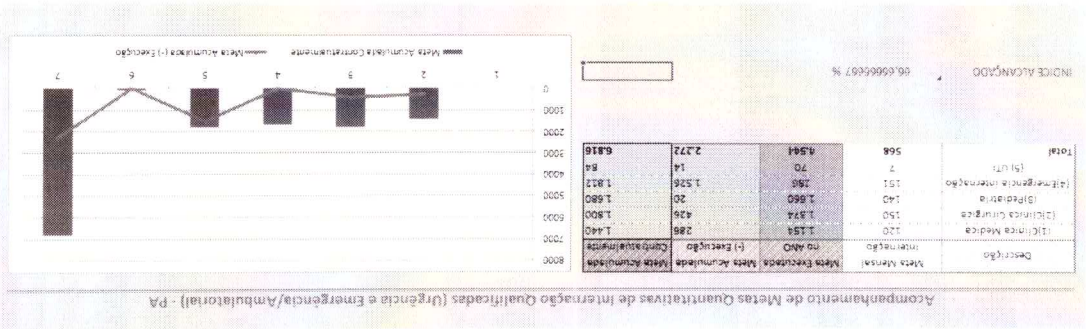 Acompanhamento de Metas Quantitativas de Internação Qualificadas (Urgência e Emergência/Ambulatorial) - PA
Descrição Meta Mensal Internação Meta Executada no ANO Meta Acumulada (-) Execução Meta Acumulada Contratualmente
(1)Clinica Medica 120 1.154 286 1.440
(2)Clinica Cirurgica 150 1.374 426 1.800
(3)Pediatria 140 1.660 20 1.680
(4)Emergência internação 151 286 1.526 1.812
(5) UTI 7 70 14 84
Total 568 4.544 2.272 6.816
INDICE ALCANÇADO 66,66666667 %
8000
7000
6000
5000
4000
3000
2000
1000
0
1 2 3 4 5 6 7
Meta Acumulada Contratualmente Meta Acumulada (-) Execução